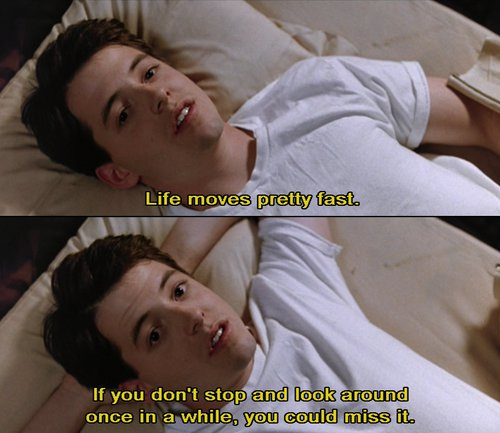 Life moves pretty fast.
If you don't stop and look around
once in a while, you could miss it.